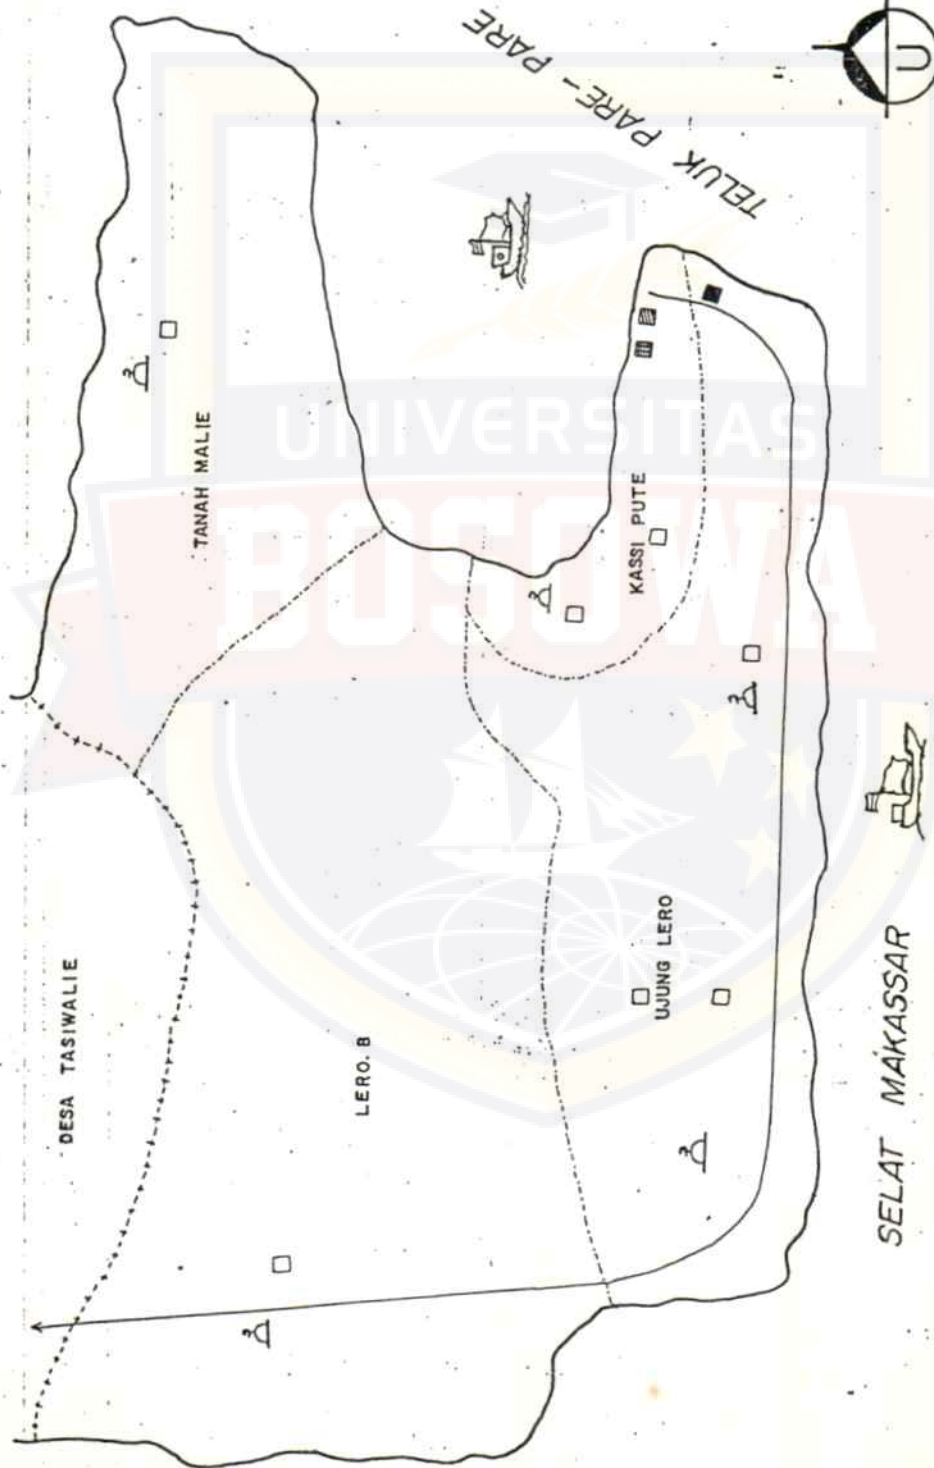 TELUK PARE - PARE
U
TANAH MALIE
KASSI PUTE
DESA TASIWALIE
LERO. B
UJUNG LERO
SELAT MAKASSAR
UNIVERSITAS
BOSOWA